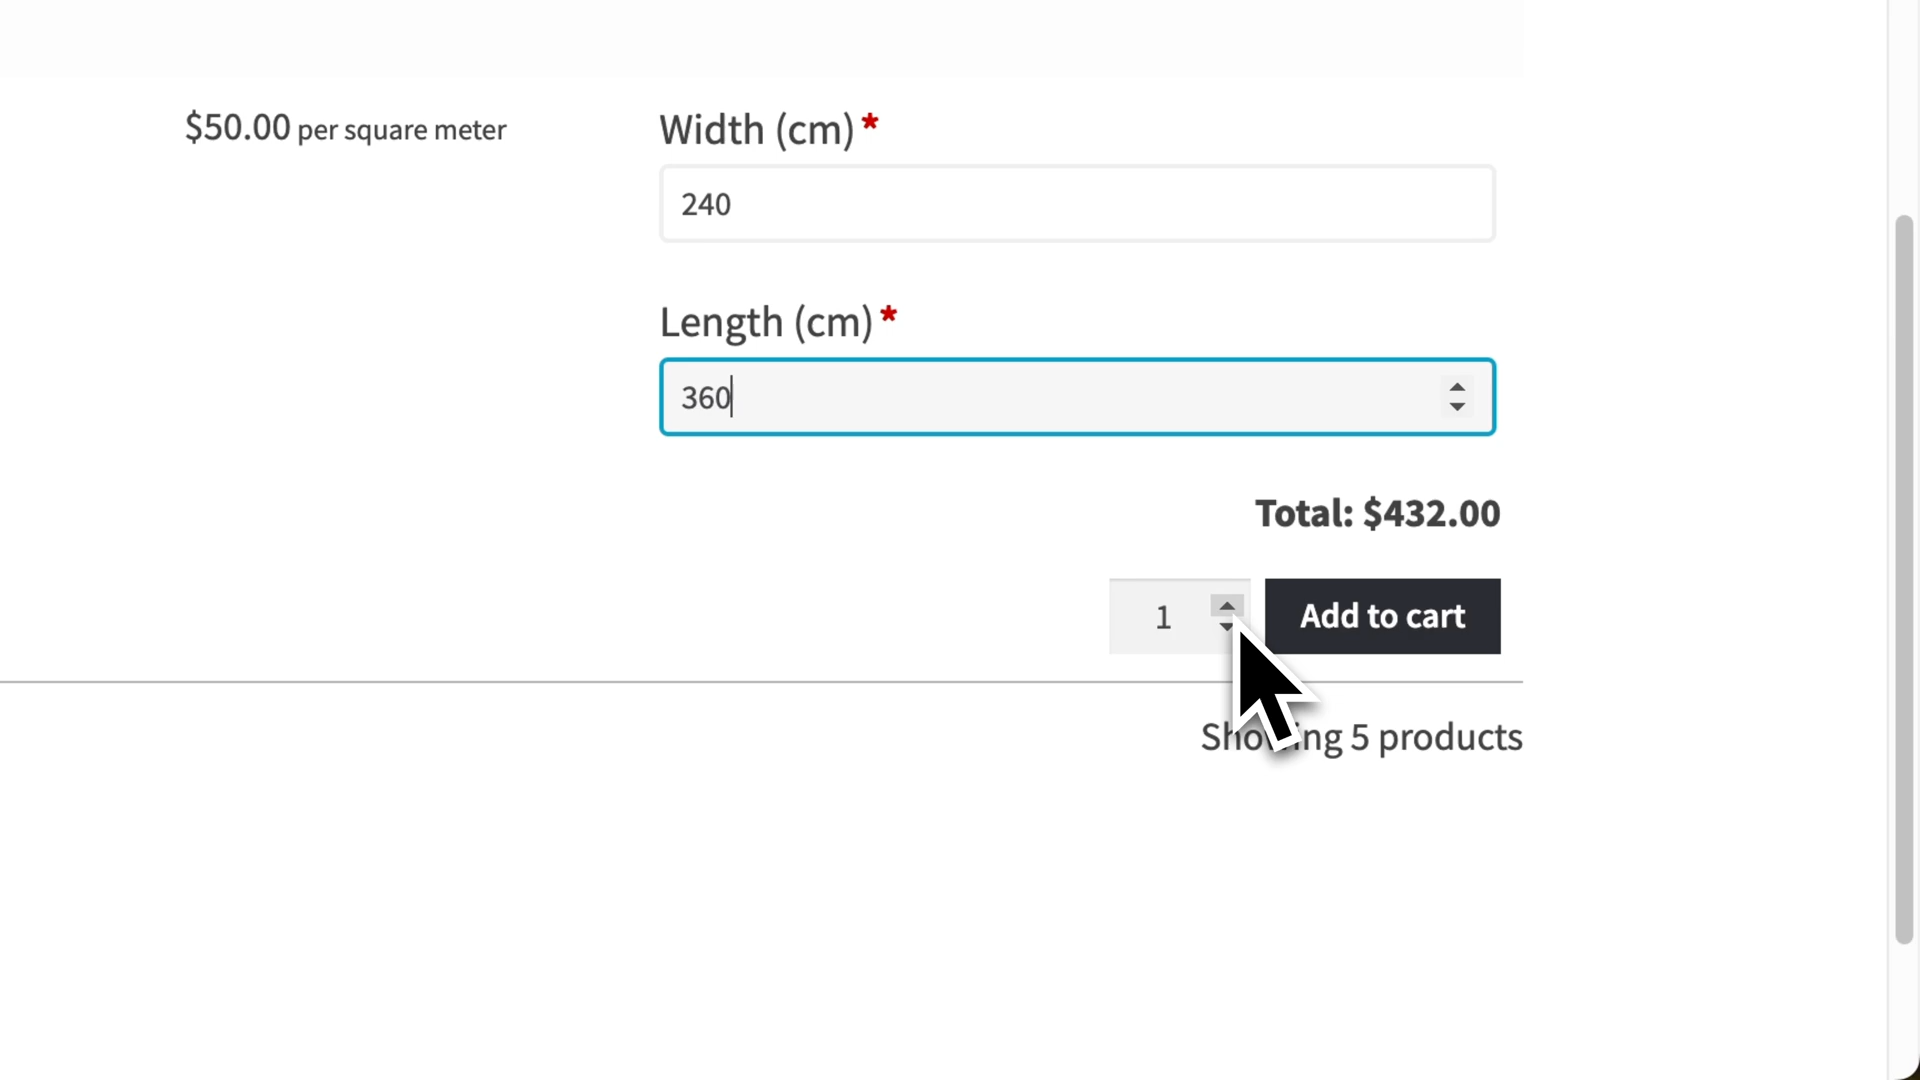 $50.00 per square meter
Width (cm) *
240
Length (cm) *
360
Total: $432.00
1
Add to cart
Showing 5 products